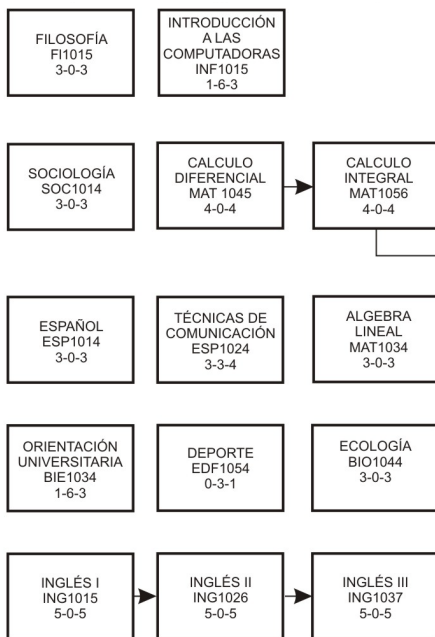 FILOSOFÍA
FI1015
3-0-3
INTRODUCCIÓN
A LAS
COMPUTADORAS
INF1015
1-6-3
SOCIOLOGÍA
SOC1014
3-0-3
CALCULO
DIFERENCIAL
MAT 1045
4-0-4
CALCULO
INTEGRAL
MAT1056
4-0-4
ESPAÑOL
ESP1014
3-0-3
TÉCNICAS DE
COMUNICACIÓN
ESP1024
3-3-4
ALGEBRA
LINEAL
MAT1034
3-0-3
ORIENTACIÓN
UNIVERSITARIA
BIE1034
1-6-3
DEPORTE
EDF1054
0-3-1
ECOLOGÍA
BIO1044
3-0-3
INGLÉS I
ING1015
5-0-5
INGLÉS II
ING1026
5-0-5
INGLÉS III
ING1037
5-0-5